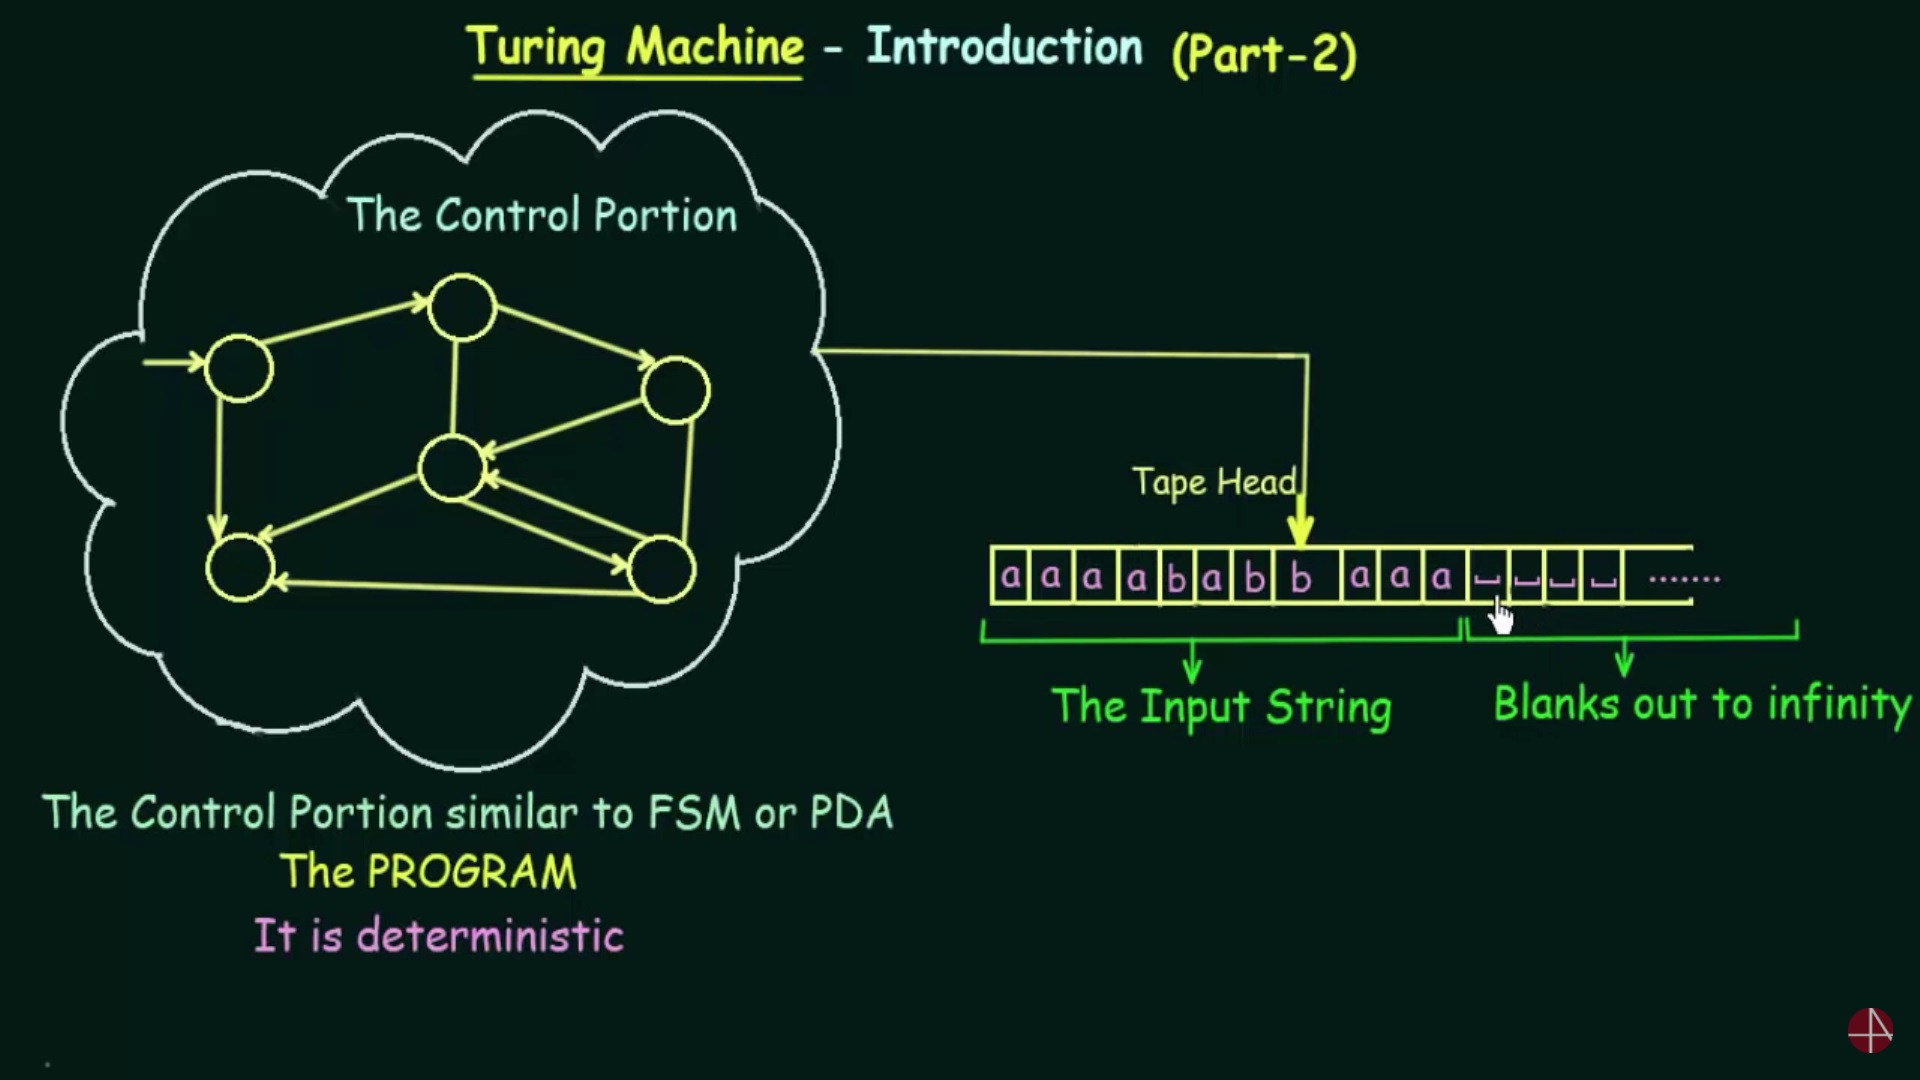 Turing Machine - Introduction (Part-2)
The Control Portion
Tape Head
a a a a b a b b a a a ⎵ ⎵ ⎵ ⎵ .......
The Input String
Blanks out to infinity
The Control Portion similar to FSM or PDA
The PROGRAM
It is deterministic